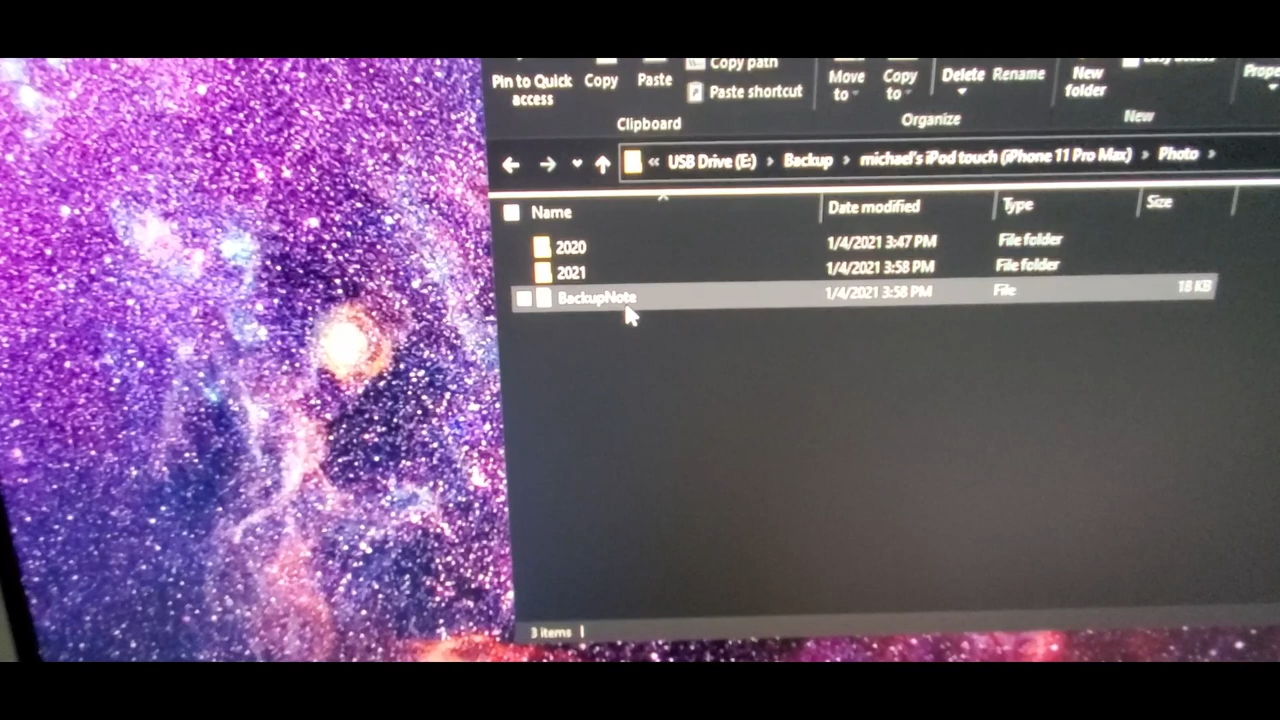 Copy path
Pin to Quick access
Copy
Paste
Paste shortcut
Move to
Copy to
Delete
Rename
New folder
Clipboard
Organize
New
« USB Drive (E:) > Backup > michael's iPod touch (iPhone 11 Pro Max) > Photo >
Name Date modified Type Size
2020 1/4/2021 3:47 PM File folder
2021 1/4/2021 3:58 PM File folder
BackupNote 1/4/2021 3:58 PM File 18 KB
3 items